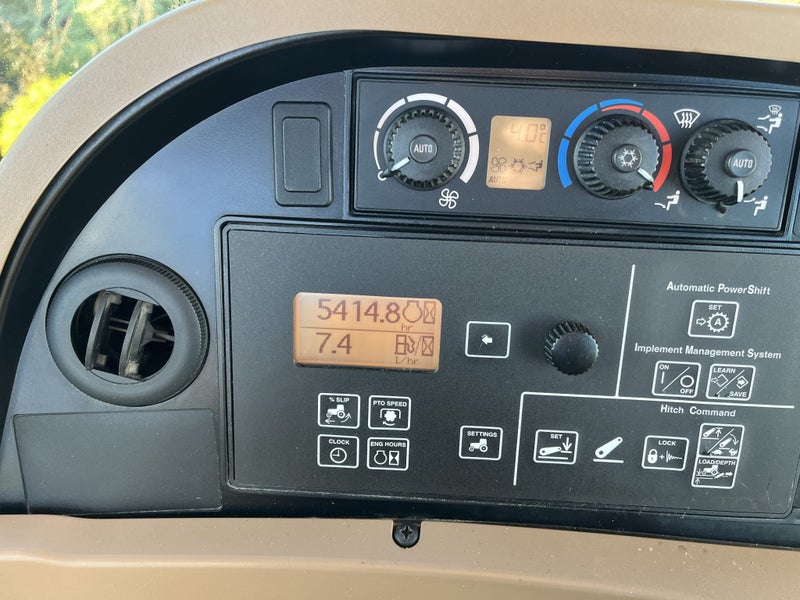 AUTO
4.0°c
AUTO
AUTO
5414.8
hr
7.4
l/hr
Automatic PowerShift
SET
A
Implement Management System
ON
OFF
LEARN
SAVE
Hitch Command
% SLIP
PTO SPEED
CLOCK
ENG HOURS
SETTINGS
SET
LOCK
LOAD/DEPTH